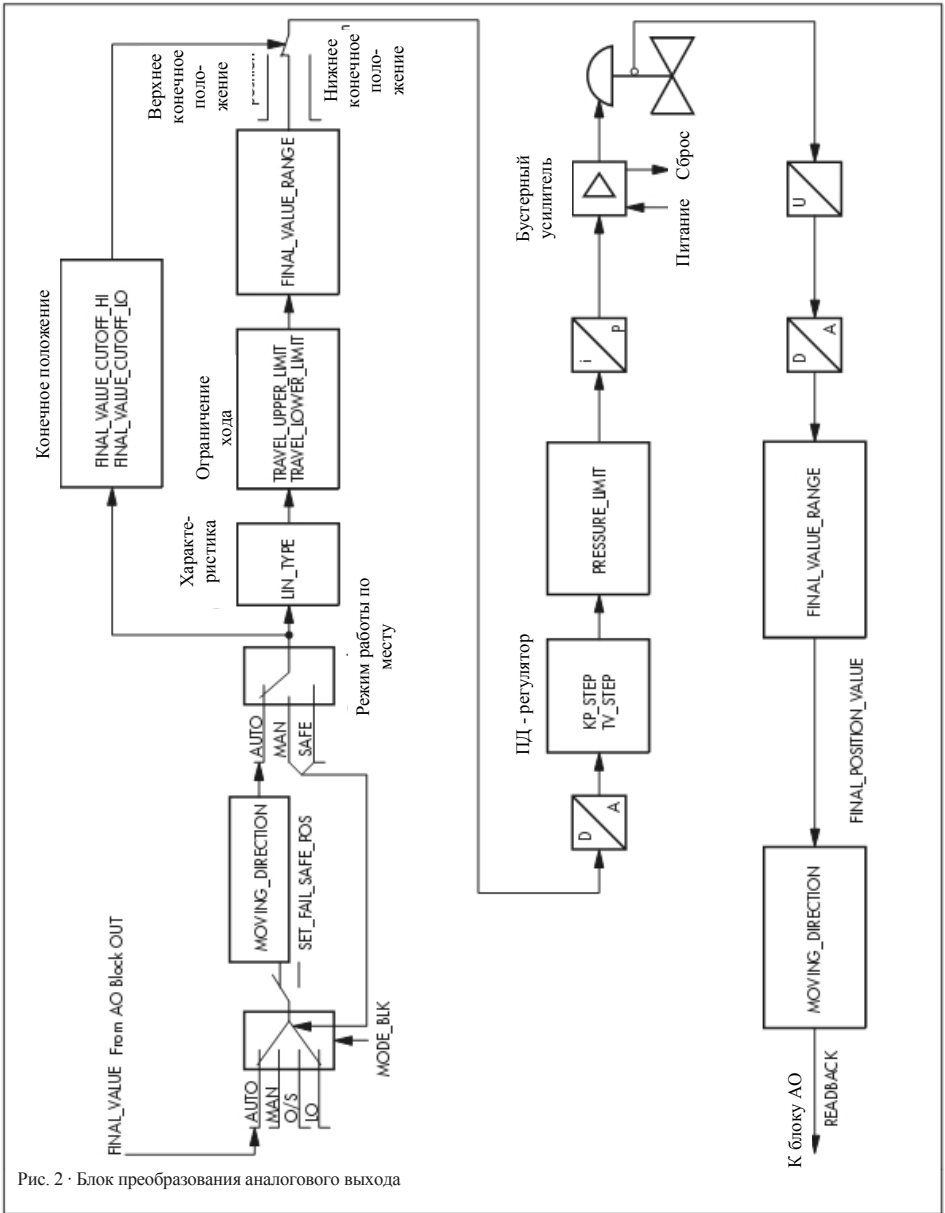 FINAL_VALUE From AO Block OUT
AUTO
MAN
O/S
LO
MODE_BLK
MOVING_DIRECTION
SET_FAIL_SAFE_POS
AUTO
MAN
SAFE
Режим работы по
месту
Характе-
ристика
LIN_TYPE
Ограничение
хода
TRAVEL_UPPER_LIMIT
TRAVEL_LOWER_LIMIT
Конечное положение
FINAL_VALUE_CUTOFF_HI
FINAL_VALUE_CUTOFF_LO
FINAL_VALUE_RANGE
Верхнее
конечное
поло-
жение
Нижнее
конечное
поло-
жение
D
A
ПД - регулятор
KP_STEP
TV_STEP
PRESSURE_LIMIT
i
p
Бустерный
усилитель
Питание
Сброс
U
D
A
FINAL_VALUE_RANGE
FINAL_POSITION_VALUE
MOVING_DIRECTION
К блоку АО
READBACK
Рис. 2 · Блок преобразования аналогового выхода